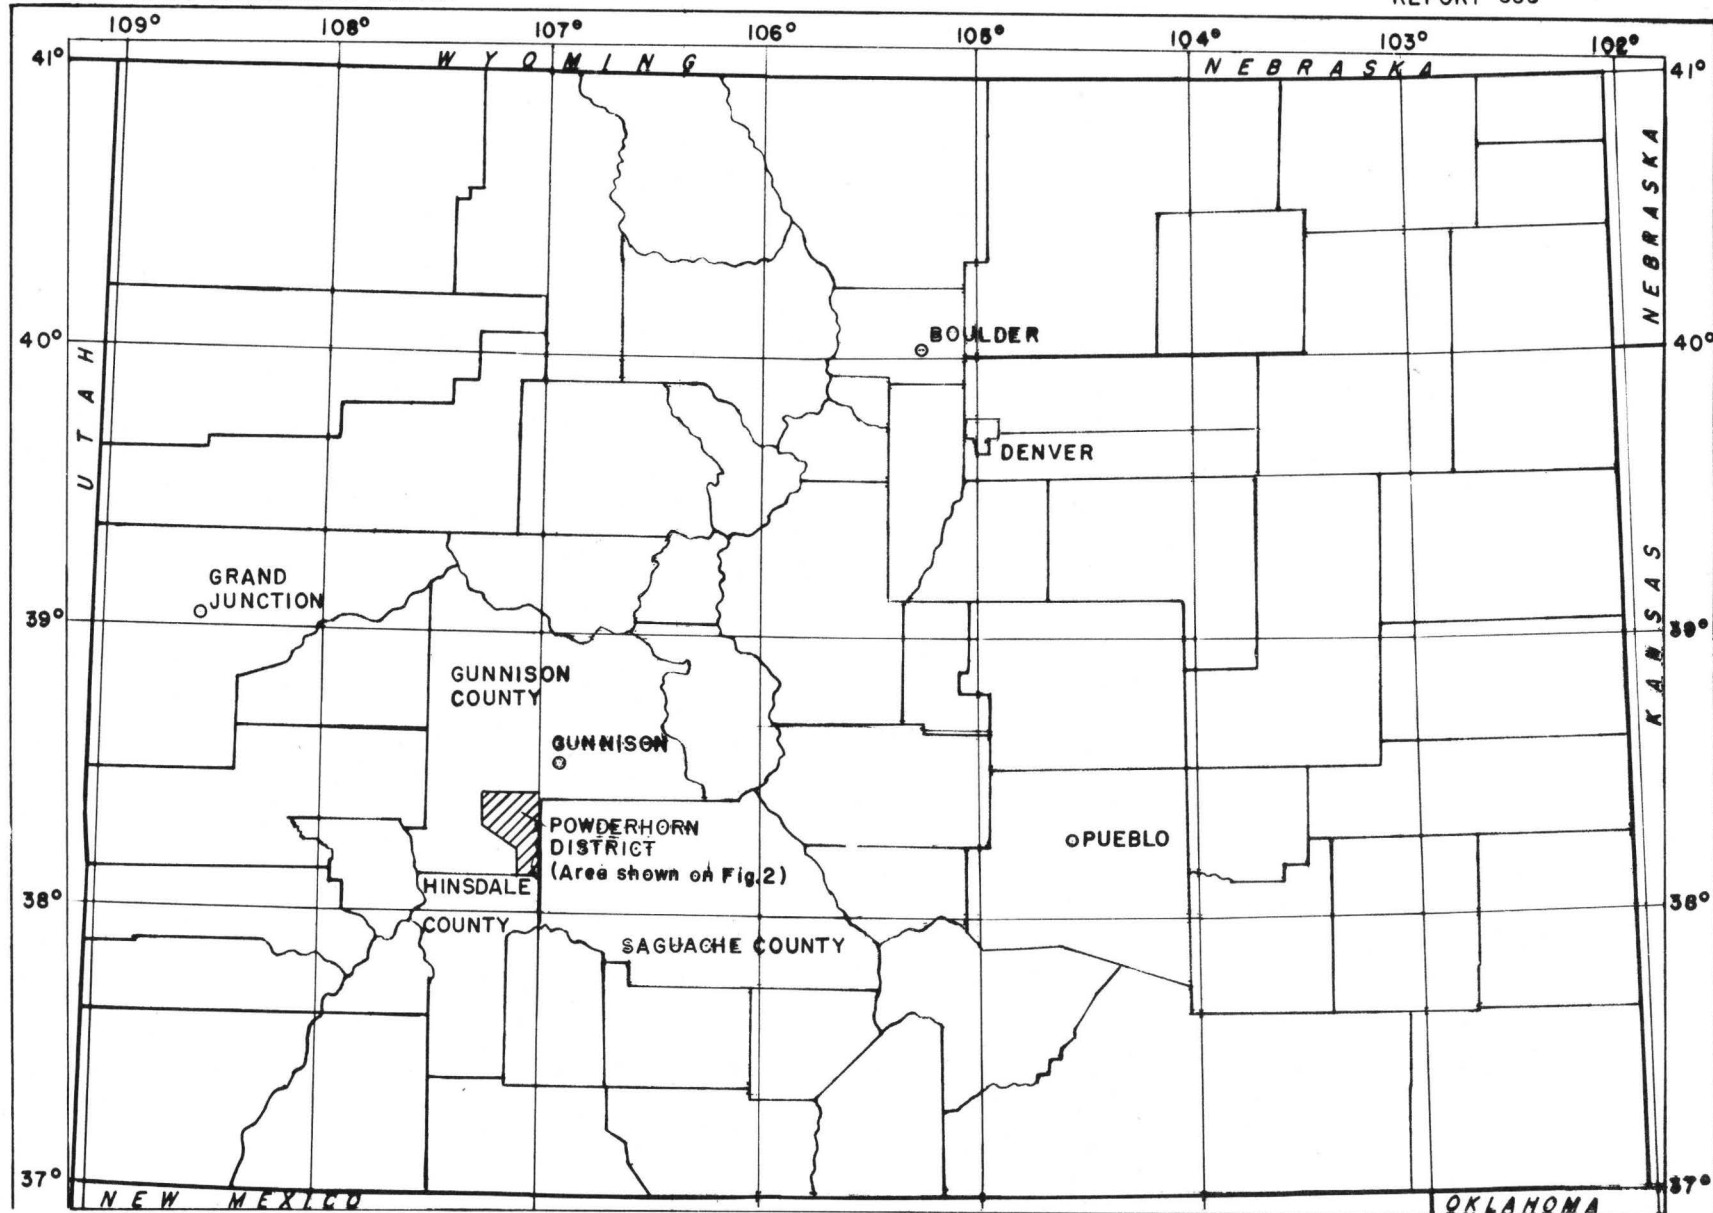 109° 108° 107° 106° 105° 104° 103° 102°
41° WYOMING NEBRASKA 41°
NEBRASKA
BOULDER
40° 40°
UTAH
DENVER
KANSAS
GRAND
JUNCTION
39° 39°
GUNNISON
COUNTY
GUNNISON
POWDERHORN
DISTRICT
(Area shown on Fig.2)
PUEBLO
HINSDALE
COUNTY
38° 38°
SAGUACHE COUNTY
37° 37°
NEW MEXICO OKLAHOMA